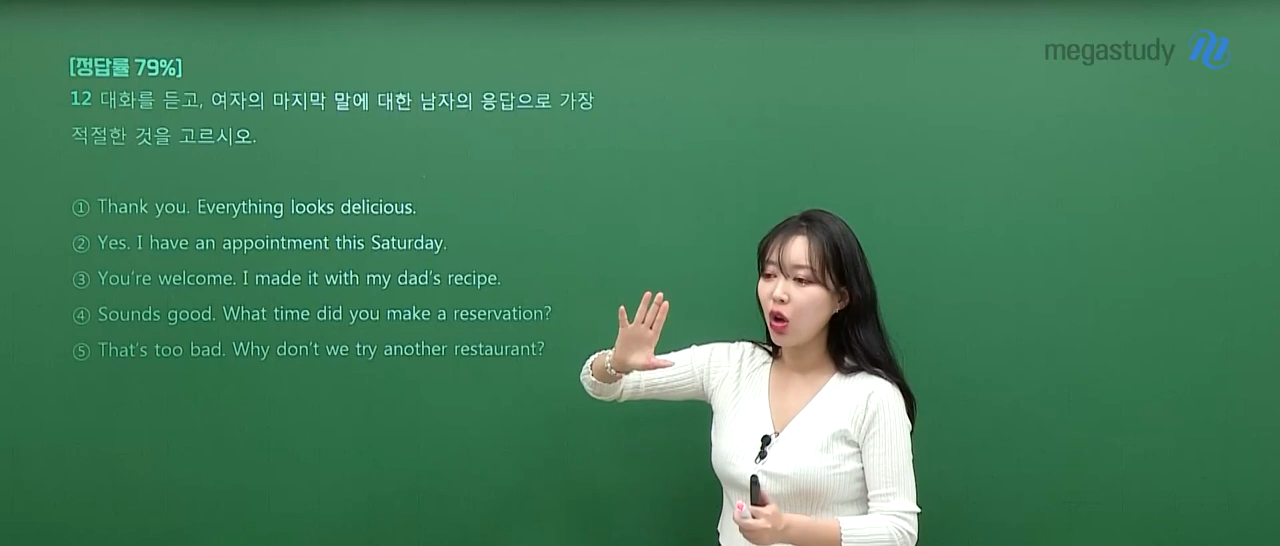 megastudy
[정답률 79%]
12 대화를 듣고, 여자의 마지막 말에 대한 남자의 응답으로 가장
적절한 것을 고르시오.
① Thank you. Everything looks delicious.
② Yes. I have an appointment this Saturday.
③ You're welcome. I made it with my dad's recipe.
④ Sounds good. What time did you make a reservation?
⑤ That's too bad. Why don't we try another restaurant?